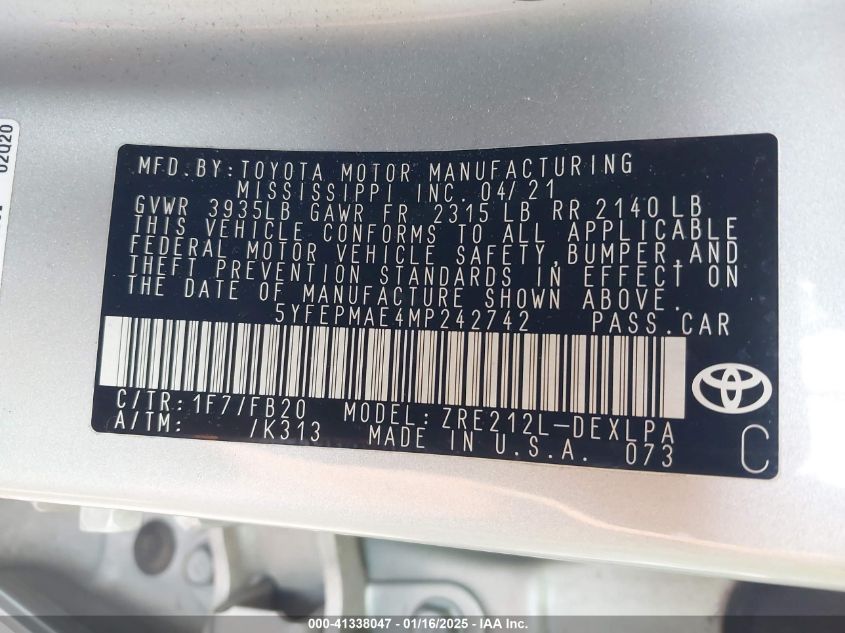 02020
MFD.BY:TOYOTA MOTOR MANUFACTURING
MISSISSIPPI INC. 04/21
GVWR 3935LB GAWR FR 2315 LB RR 2140 LB
THIS VEHICLE CONFORMS TO ALL APPLICABLE
FEDERAL MOTOR VEHICLE SAFETY,BUMPER,AND
THEFT PREVENTION STANDARDS IN EFFECT ON
THE DATE OF MANUFACTURE SHOWN ABOVE.
5YFEPMAE4MP242742 PASS.CAR
C/TR:1F7/FB20 MODEL:ZRE212L-DEXLPA
A/TM: /K313 MADE IN U.S.A. 073
C
000-41338047 - 01/16/2025 - IAA Inc.